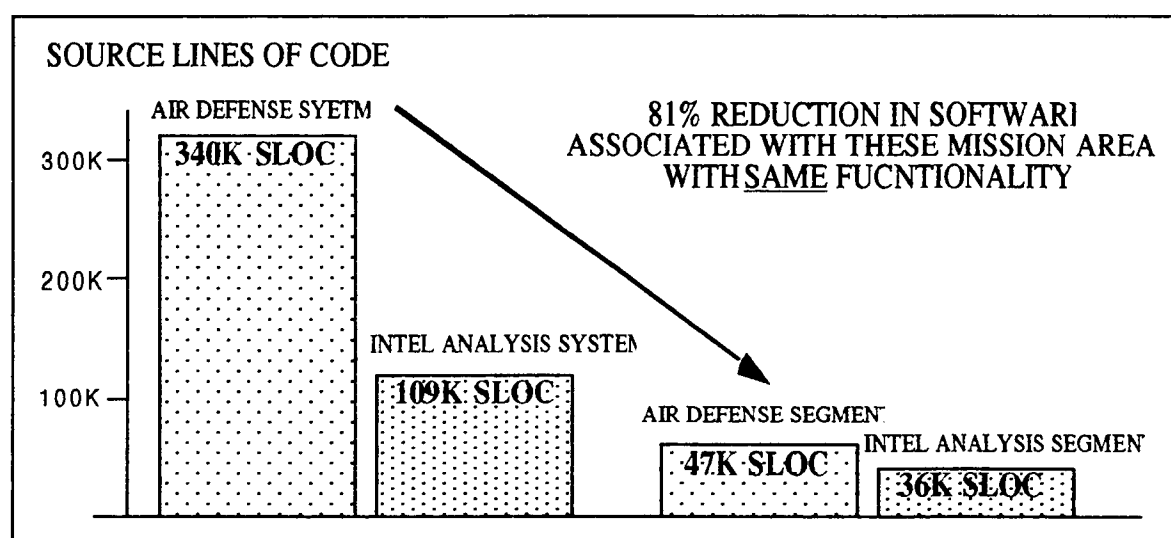 SOURCE LINES OF CODE
AIR DEFENSE SYETM
81% REDUCTION IN SOFTWARI
ASSOCIATED WITH THESE MISSION AREA
WITH SAME FUCNTIONALITY
300K
340K SLOC
200K
INTEL ANALYSIS SYSTEM
100K
109K SLOC
AIR DEFENSE SEGMENT
INTEL ANALYSIS SEGMENT
47K SLOC
36K SLOC